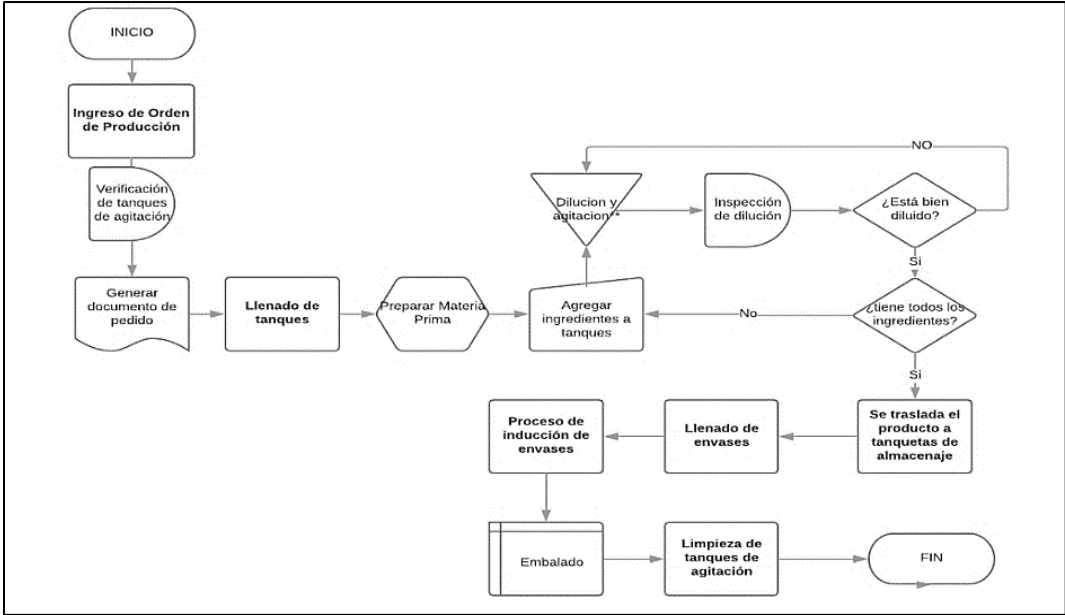 INICIO
Ingreso de Orden
de Producción
Verificación
de tanques
de agitación
Generar
documento de
pedido
Llenado de
tanques
Preparar Materia
Prima
Agregar
ingredientes a
tanques
Dilucion y
agitacion**
Inspección
de dilución
¿Está bien
diluido?
NO
Si
¿tiene todos los
ingredientes?
No
Si
Se traslada el
producto a
tanquetas de
almacenaje
Llenado de
envases
Proceso de
inducción de
envases
Embalado
Limpieza de
tanques de
agitación
FIN